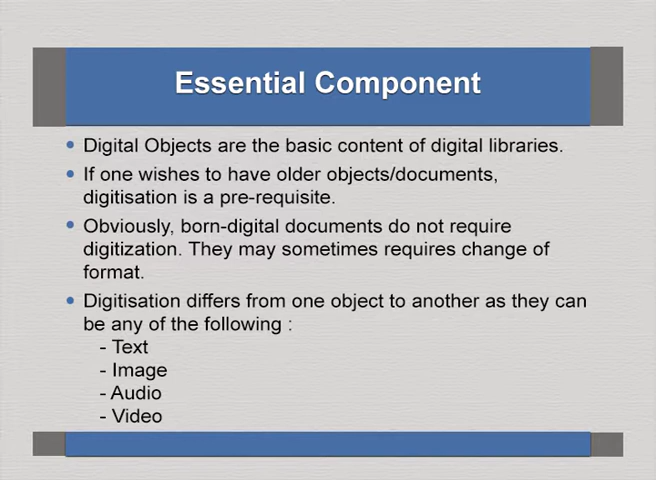 Essential Component
Digital Objects are the basic content of digital libraries.
If one wishes to have older objects/documents,
digitisation is a pre-requisite.
Obviously, born-digital documents do not require
digitization. They may sometimes requires change of
format.
Digitisation differs from one object to another as they can
be any of the following :
- Text
- Image
- Audio
- Video